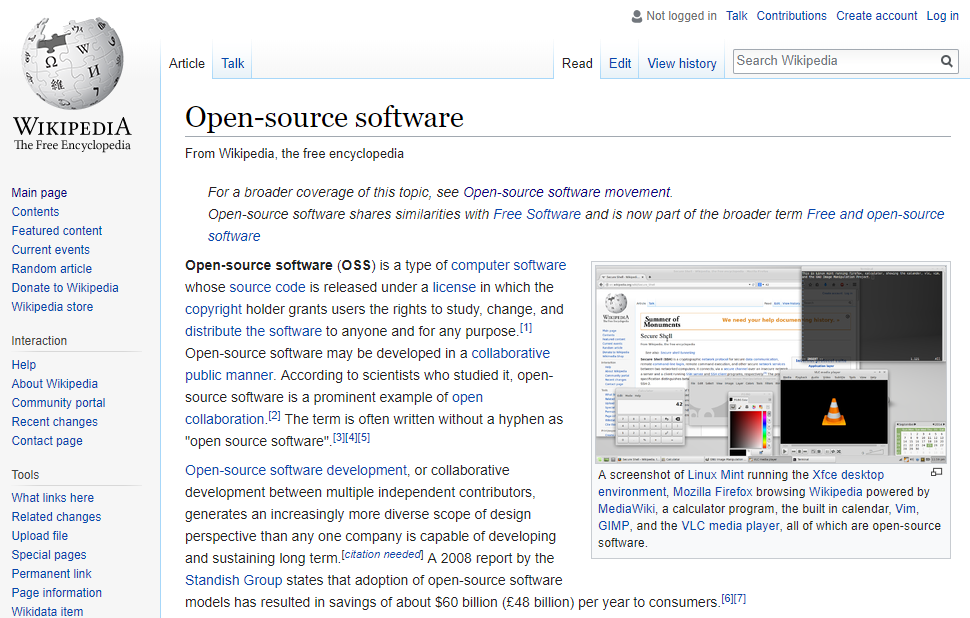 Not logged in Talk Contributions Create account Log in
Article Talk Read Edit View history Search Wikipedia
WIKIPEDIA
The Free Encyclopedia
Main page
Contents
Featured content
Current events
Random article
Donate to Wikipedia
Wikipedia store
Interaction
Help
About Wikipedia
Community portal
Recent changes
Contact page
Tools
What links here
Related changes
Upload file
Special pages
Permanent link
Page information
Wikidata item
Open-source software
From Wikipedia, the free encyclopedia
For a broader coverage of this topic, see Open-source software movement.
Open-source software shares similarities with Free Software and is now part of the broader term Free and open-source
software
Open-source software (OSS) is a type of computer software
whose source code is released under a license in which the
copyright holder grants users the rights to study, change, and
distribute the software to anyone and for any purpose.[1]
Open-source software may be developed in a collaborative
public manner. According to scientists who studied it, open-
source software is a prominent example of open
collaboration.[2] The term is often written without a hyphen as
"open source software".[3][4][5]
Open-source software development, or collaborative
development between multiple independent contributors,
generates an increasingly more diverse scope of design
perspective than any one company is capable of developing
and sustaining long term.[citation needed] A 2008 report by the
Standish Group states that adoption of open-source software
models has resulted in savings of about $60 billion (£48 billion) per year to consumers.[6][7]
Summer of
Monuments
We need your help documenting
Secure Shell
42
A screenshot of Linux Mint running the Xfce desktop
environment, Mozilla Firefox browsing Wikipedia powered by
MediaWiki, a calculator program, the built in calendar, Vim,
GIMP, and the VLC media player, all of which are open-source
software.